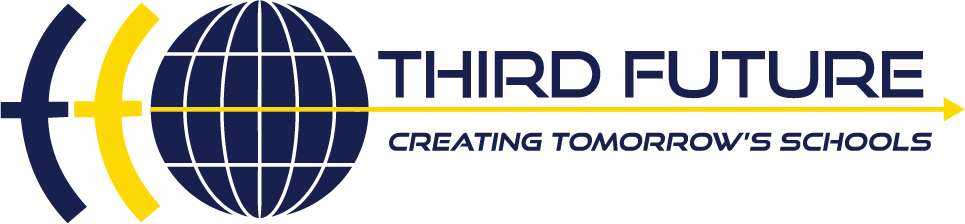 THIRD FUTURE
CREATING TOMORROW'S SCHOOLS